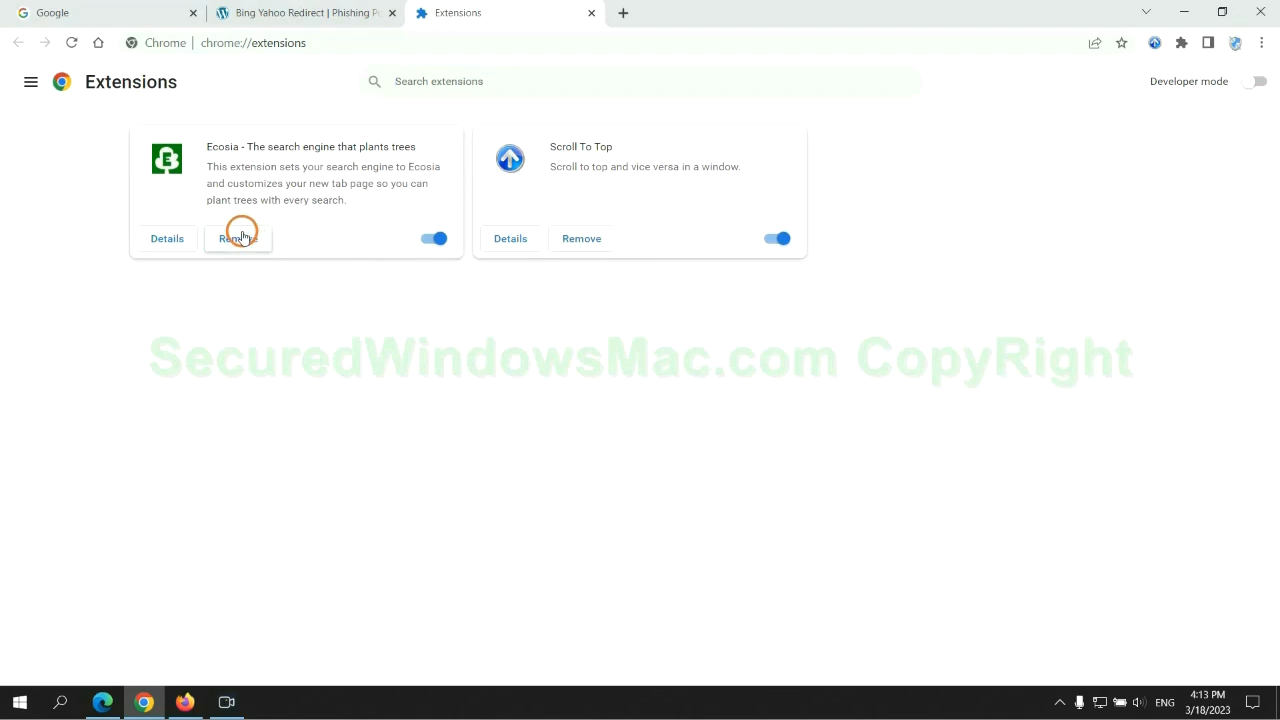 Google
Bing Yahoo Redirect | Phishing Po
Extensions
Chrome
chrome://extensions
Extensions
Search extensions
Developer mode
Ecosia - The search engine that plants trees
This extension sets your search engine to Ecosia
and customizes your new tab page so you can
plant trees with every search.
Details
Remove
Scroll To Top
Scroll to top and vice versa in a window.
Details
Remove
SecuredWindowsMac.com CopyRight
ENG
4:13 PM
3/18/2023